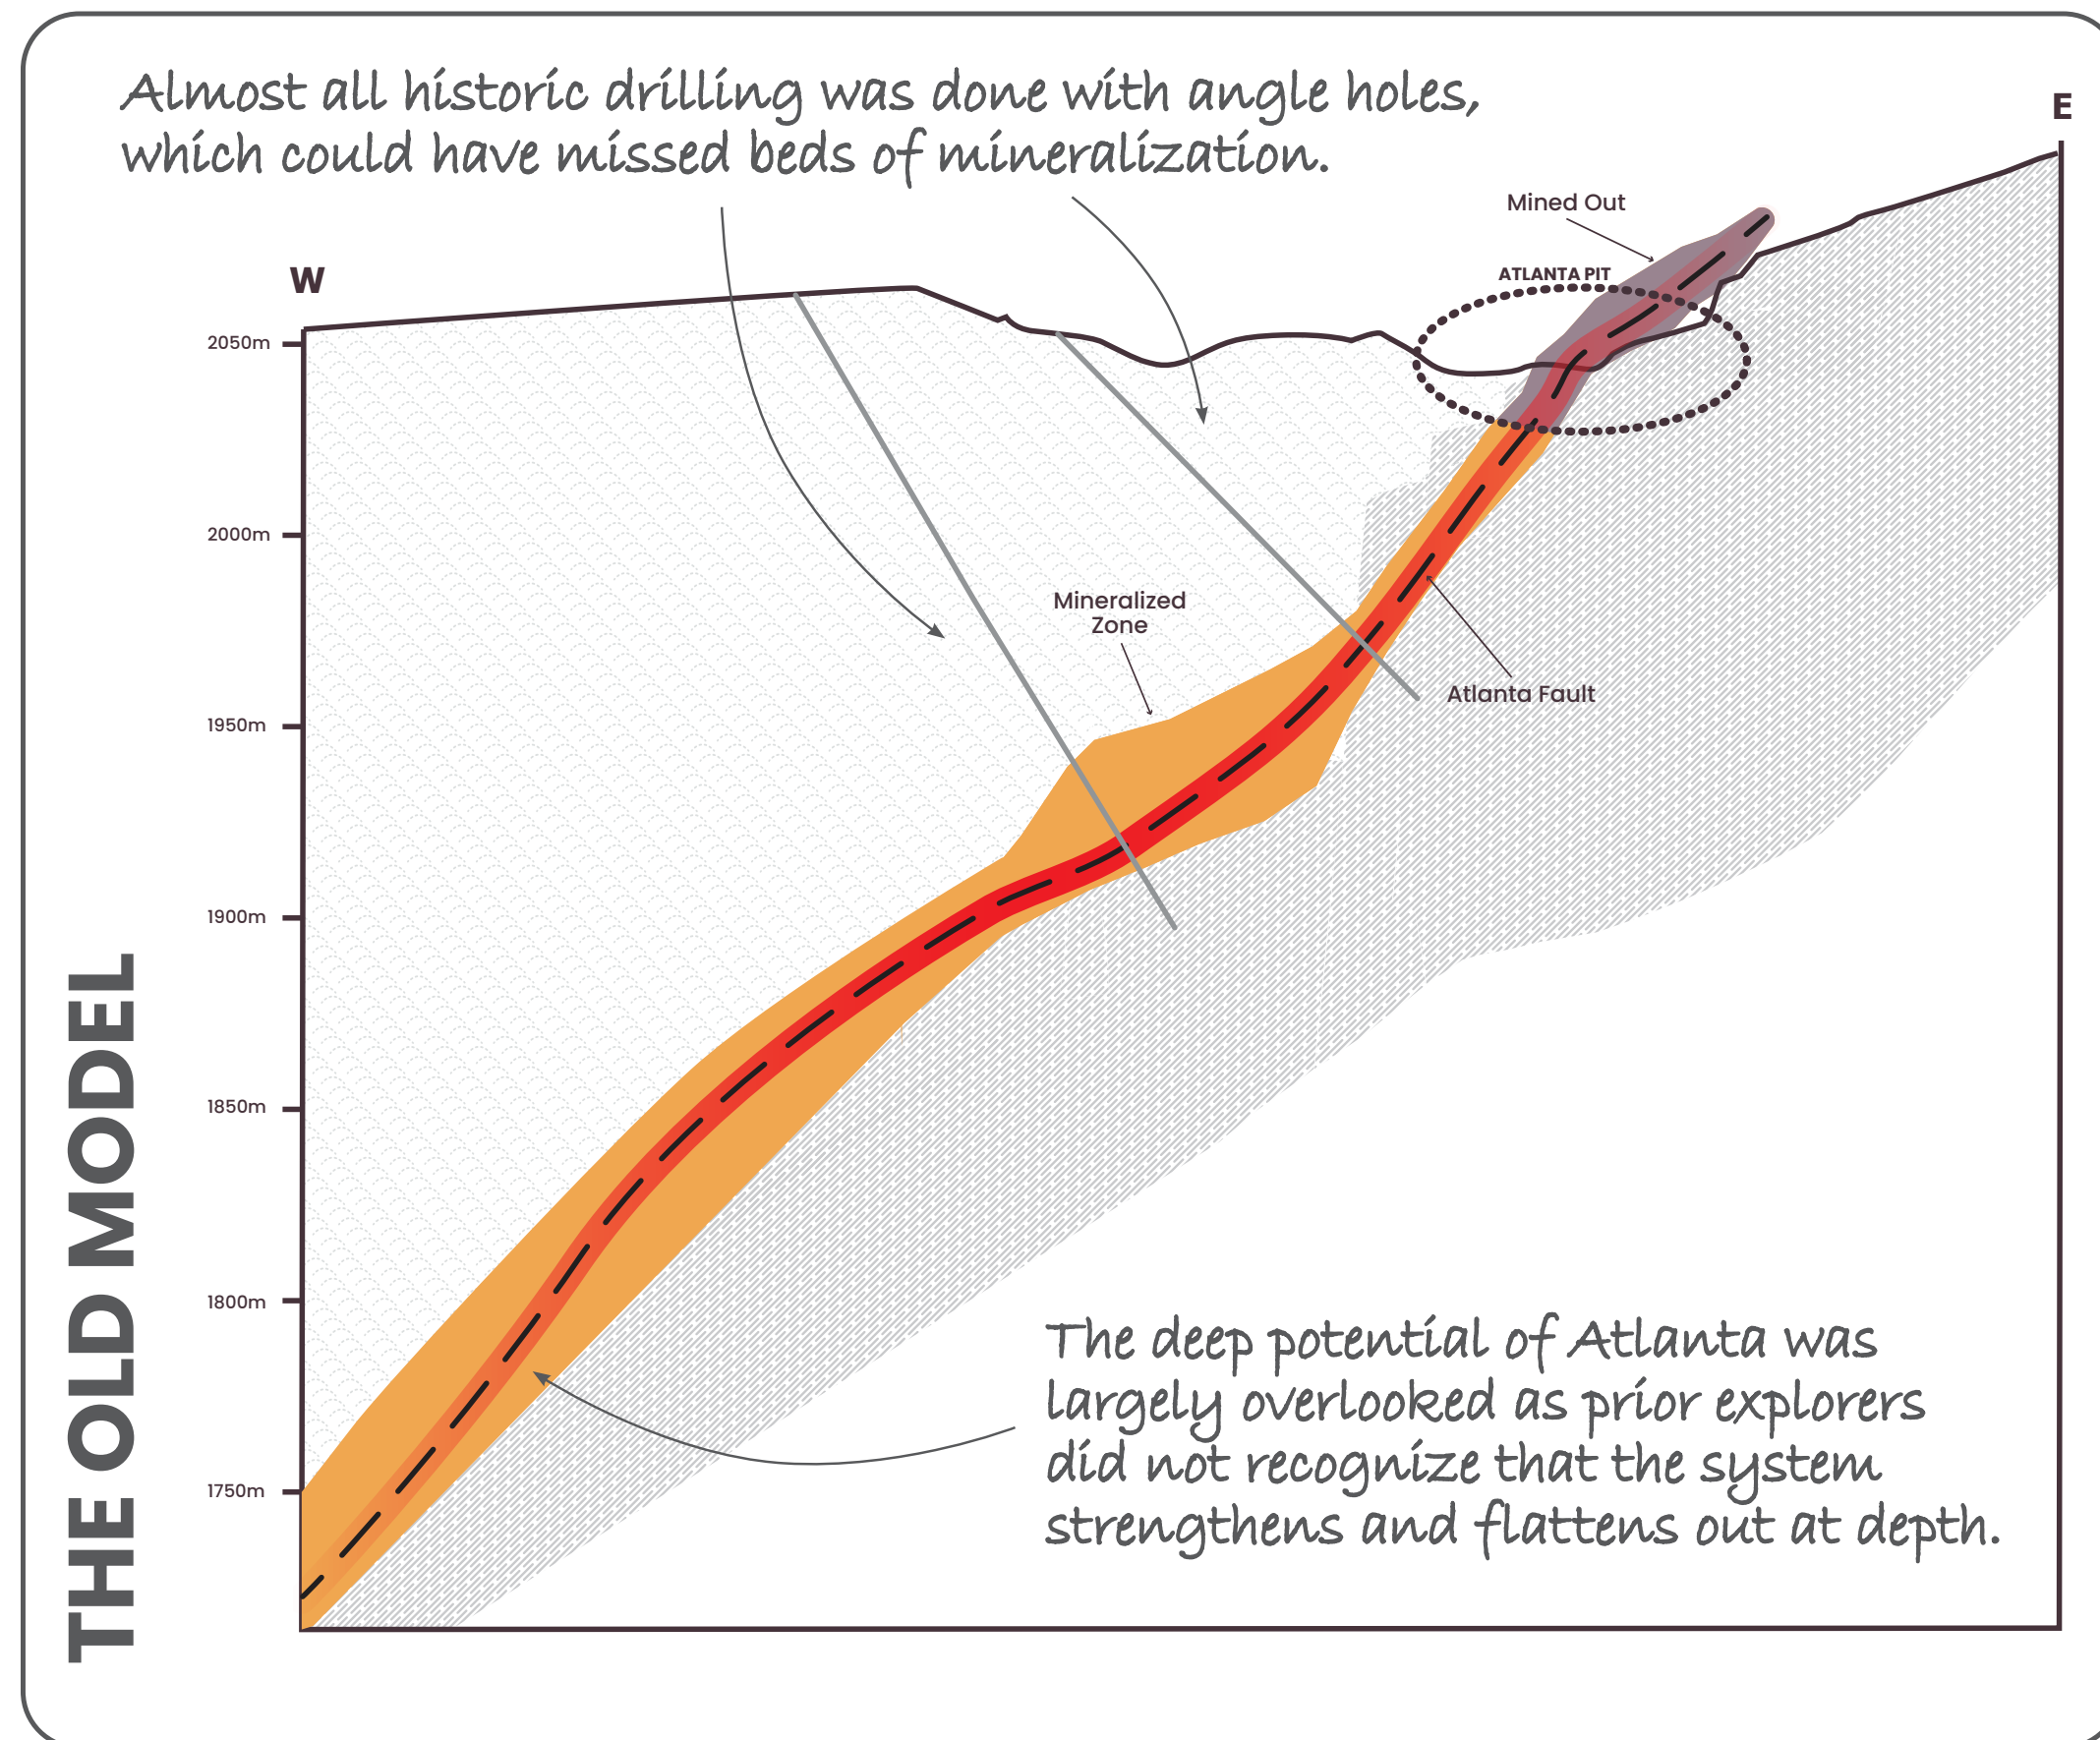 Almost all historic drilling was done with angle holes,
which could have missed beds of mineralization.
E
Mined Out
W
ATLANTA PIT
2050m
2000m
Mineralized
Zone
Atlanta Fault
1950m
1900m
1850m
1800m
1750m
THE OLD MODEL
The deep potential of Atlanta was
largely overlooked as prior explorers
did not recognize that the system
strengthens and flattens out at depth.